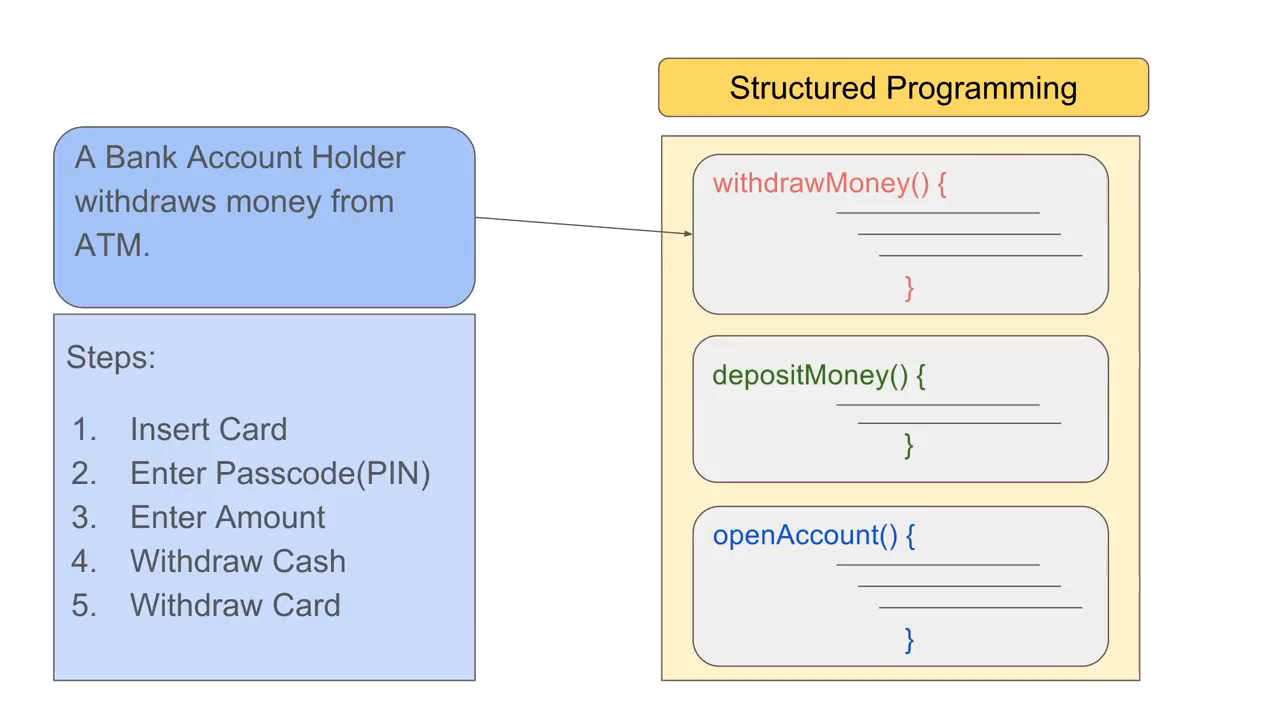 A Bank Account Holder
withdraws money from
ATM.
Steps:
1. Insert Card
2. Enter Passcode(PIN)
3. Enter Amount
4. Withdraw Cash
5. Withdraw Card
Structured Programming
withdrawMoney() {
}
depositMoney() {
}
openAccount() {
}